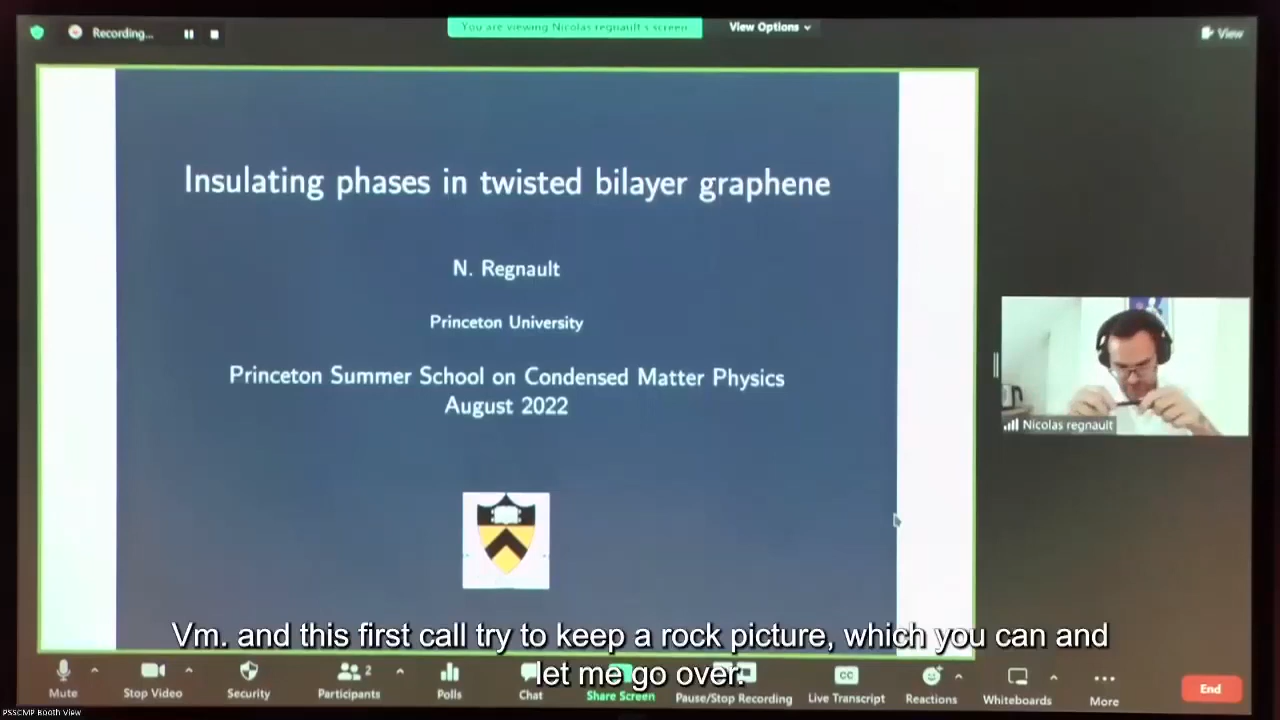 Recording...
You are viewing Nicolas regnault's screen
View Options
View
Insulating phases in twisted bilayer graphene
N. Regnault
Princeton University
Princeton Summer School on Condensed Matter Physics
August 2022
Nicolas regnault
Vm. and this first call try to keep a rock picture, which you can and
let me go over.
Mute
Stop Video
Security
Participants
2
Polls
Chat
Share Screen
Pause/Stop Recording
CC
Live Transcript
Reactions
Whiteboards
More
End
PSSCMP Booth View